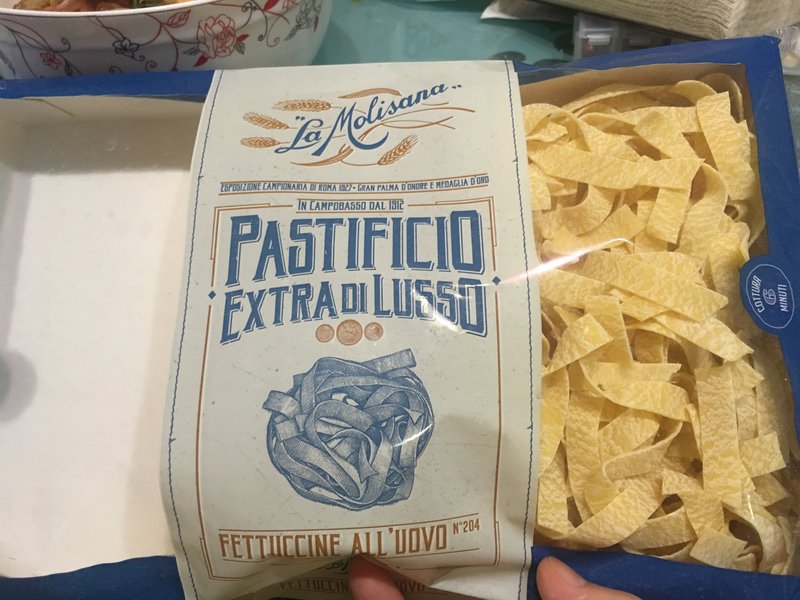 "La Molisana"
ESPOSIZIONE CAMPIONARIA DI ROMA 1927 • GRAN PALMA D'ONORE E MEDAGLIA D'ORO
IN CAMPOBASSO DAL 1912
PASTIFICIO
EXTRA DI LUSSO
FETTUCCINE ALL'UOVO N°204
COTTURA
6
MINUTI